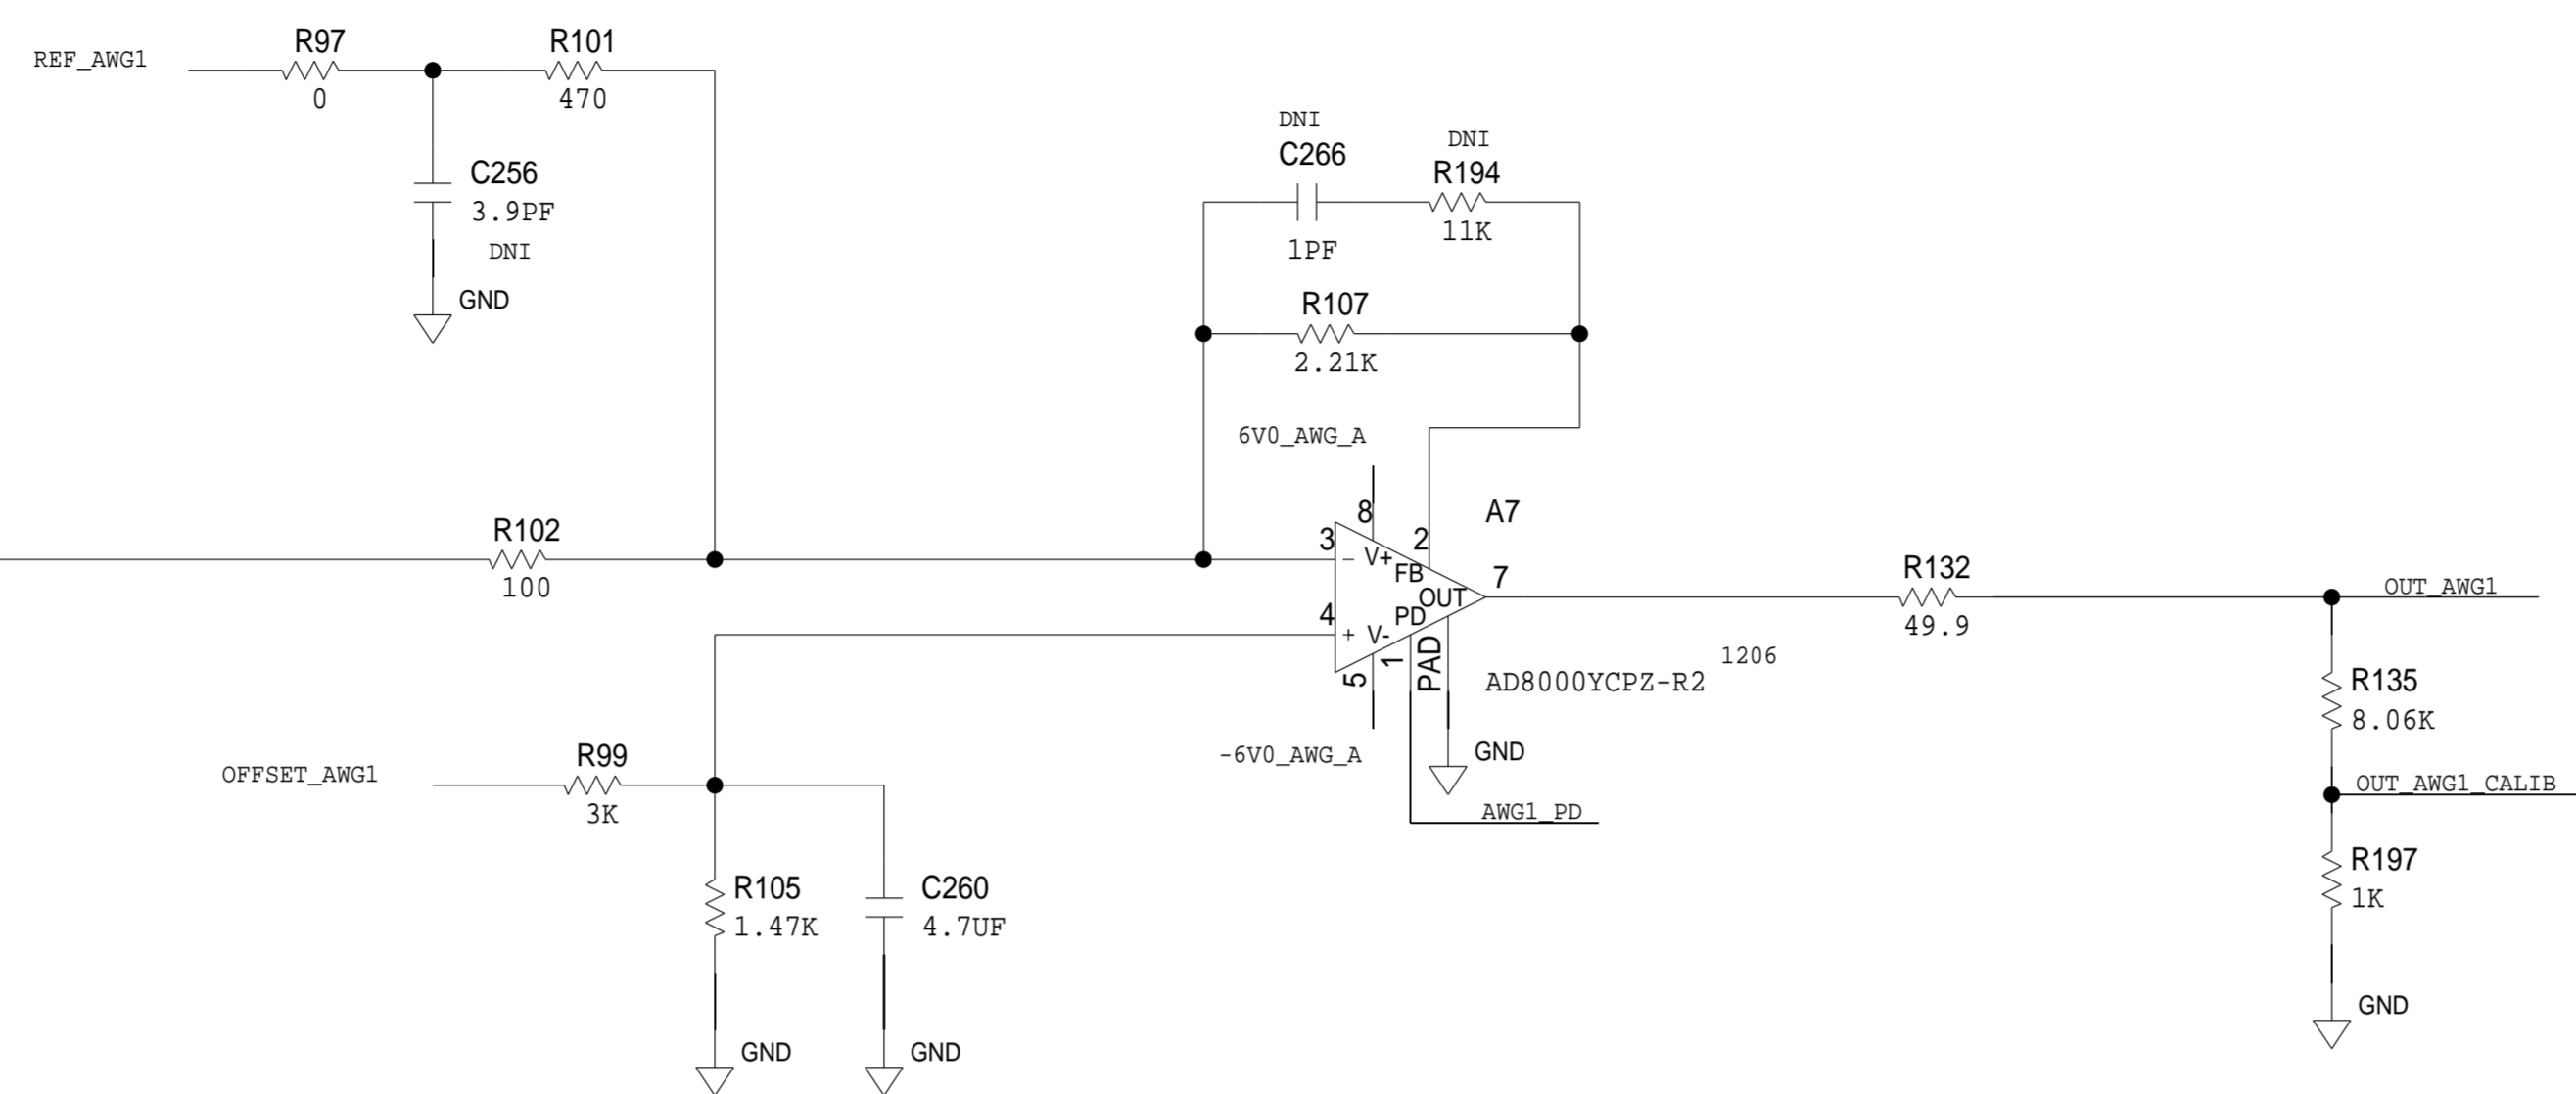 REF_AWG1
R97
0
R101
470
C256
3.9PF
DNI
GND
DNI
C266
1PF
DNI
R194
11K
R107
2.21K
6V0_AWG_A
R102
100
8
3
2
A7
- V+
FB
7
OUT
4
PD
+ V-
5
1
PAD
AD8000YCPZ-R2
1206
-6V0_AWG_A
GND
AWG1_PD
R132
49.9
OUT_AWG1
R135
8.06K
OUT_AWG1_CALIB
R197
1K
GND
OFFSET_AWG1
R99
3K
R105
1.47K
C260
4.7UF
GND
GND